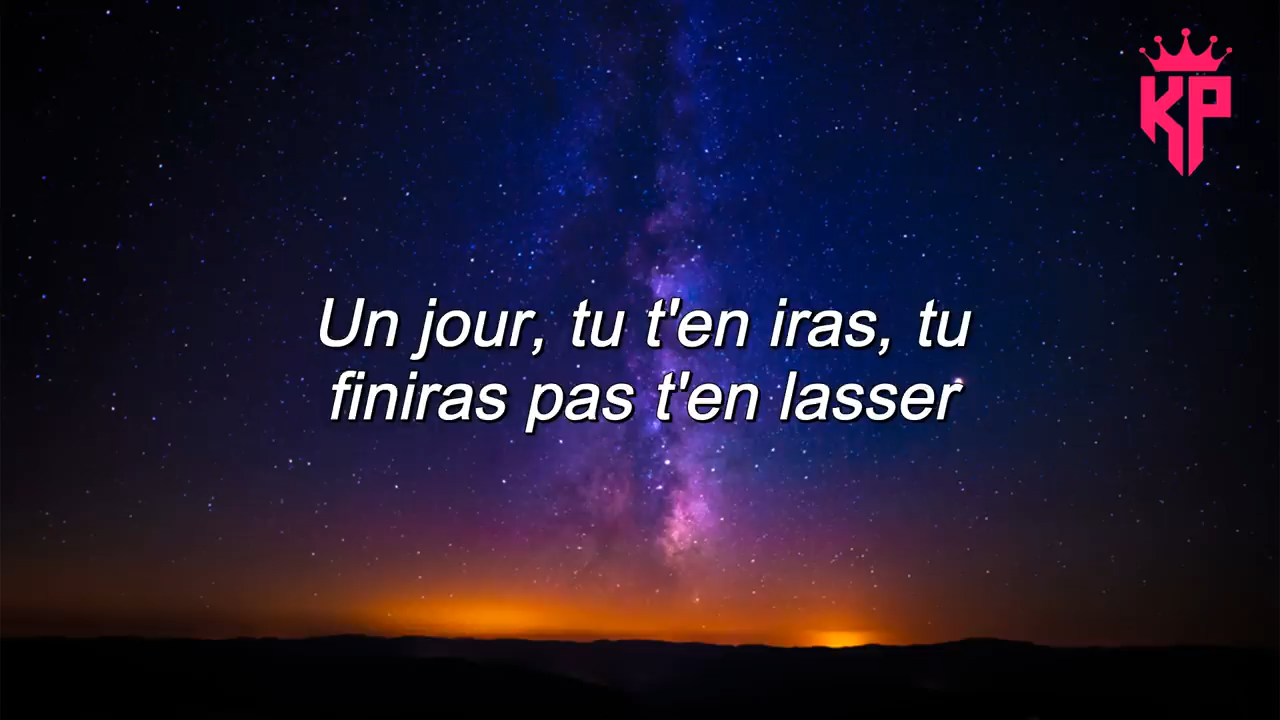 KP
Un jour, tu t'en iras, tu
finiras pas t'en lasser